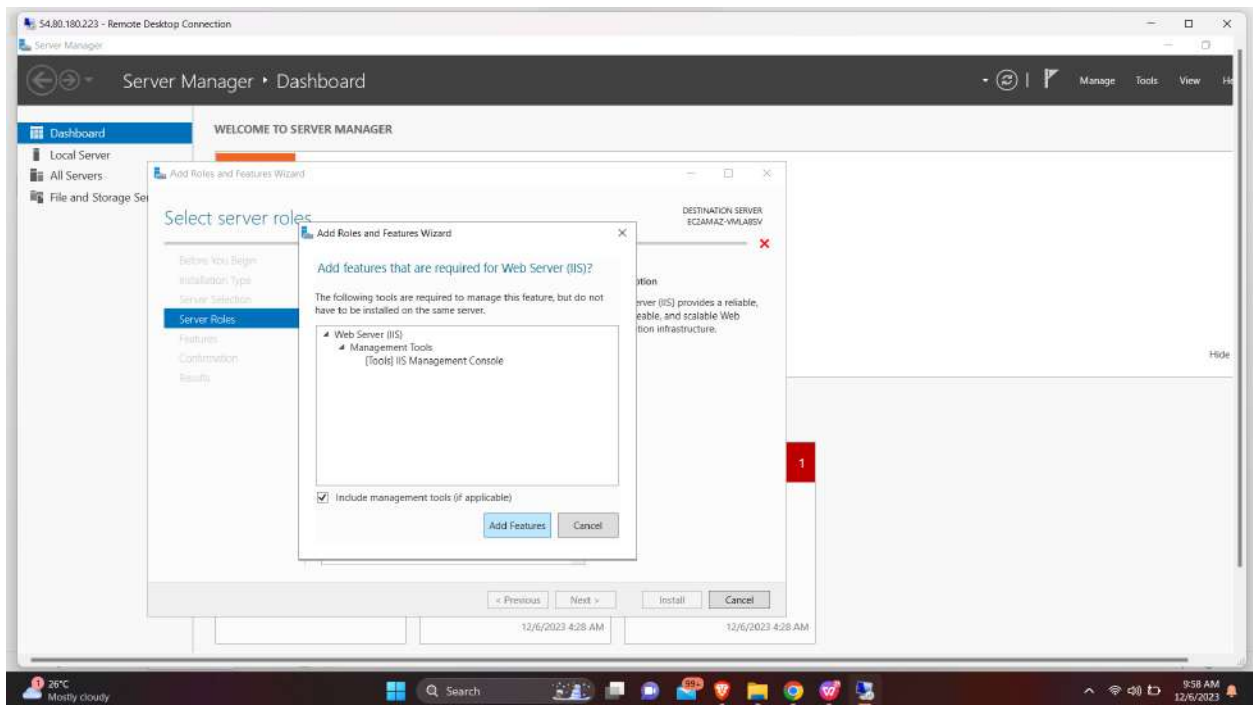 54.80.180.223 - Remote Desktop Connection
Server Manager
Server Manager • Dashboard
Manage Tools View He
Dashboard
Local Server
All Servers
File and Storage Se
WELCOME TO SERVER MANAGER
Add Roles and Features Wizard
Select server roles
DESTINATION SERVER
Before You Begin
Installation Type
Server Selection
Server Roles
Features
Confirmation
Results
Add Roles and Features Wizard
Add features that are required for Web Server (IIS)?
The following tools are required to manage this feature, but do not
have to be installed on the same server.
Web Server (IIS)
Management Tools
[Tools] IIS Management Console
Include management tools (if applicable)
Add Features Cancel
ption
erver (IIS) provides a reliable,
eable, and scalable Web
tion infrastructure.
Hide
1
< Previous Next > Install Cancel
12/6/2023 4:28 AM
12/6/2023 4:28 AM
1
26°C
Mostly cloudy
Search
99+
9:58 AM
12/6/2023